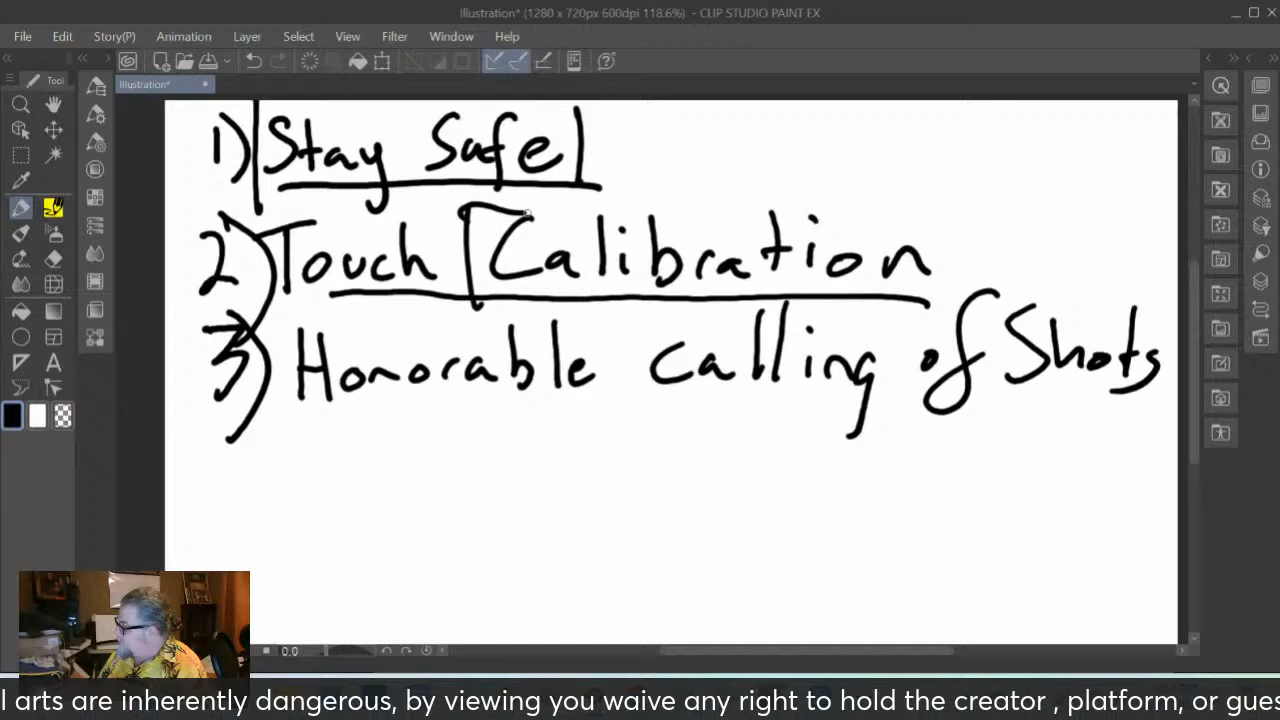 Illustration* (1280 x 720px 600dpi 118.6%) - CLIP STUDIO PAINT EX
File Edit Story(P) Animation Layer Select View Filter Window Help
Tool
Illustration*
1) Stay Safe
2) Touch Calibration
3) Honorable calling of Shots
0.0
l arts are inherently dangerous, by viewing you waive any right to hold the creator , platform, or gues